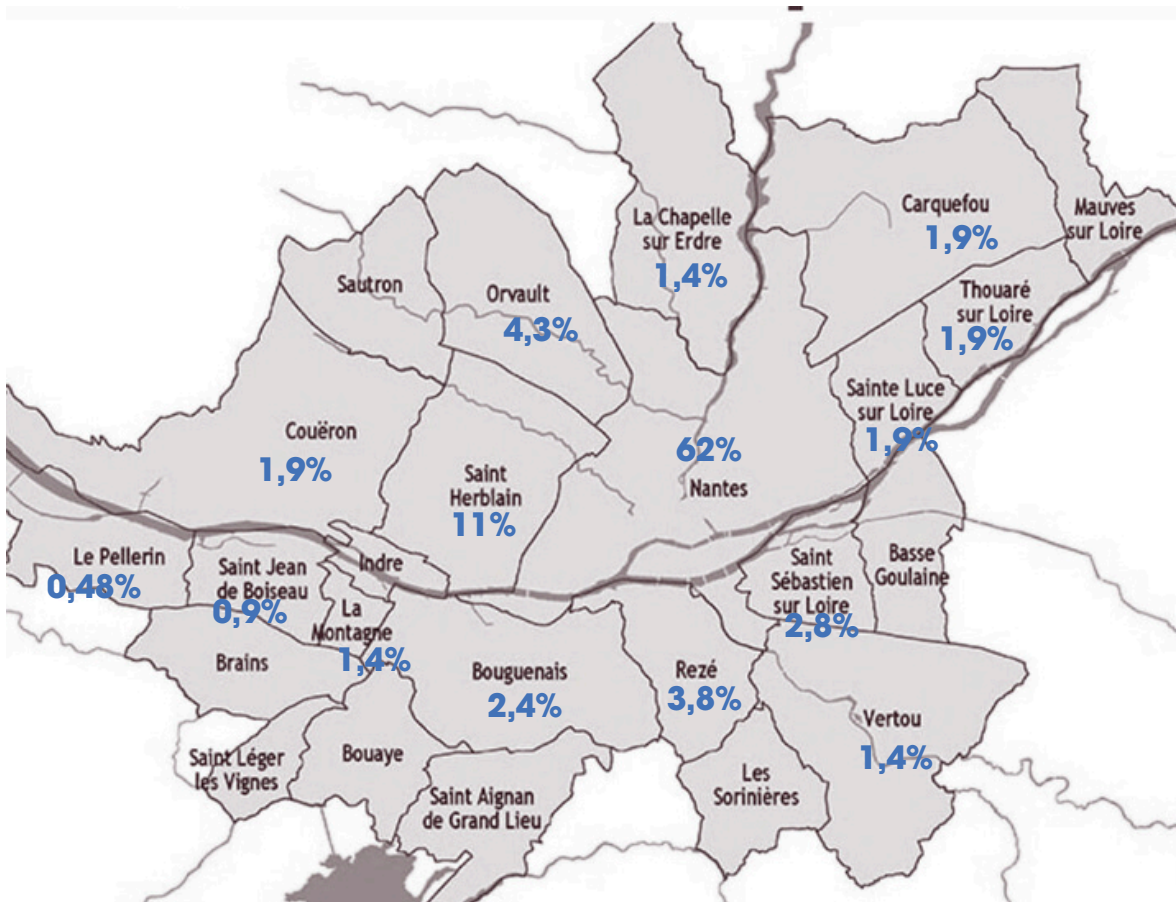 La Chapelle
sur Erdre
1,4%
Carquefou
1,9%
Mauves
sur Loire
Sautron
Orvault
4,3%
Thouaré
sur Loire
1,9%
Sainte Luce
sur Loire
1,9%
Couëron
1,9%
Saint
Herblain
11%
62%
Nantes
Le Pellerin
0,48%
Saint Jean
de Boiseau
0,9%
Indre
La
Montagne
1,4%
Saint
Sébastien
sur Loire
2,8%
Basse
Goulaine
Brains
Bouguenais
2,4%
Rezé
3,8%
Vertou
1,4%
Saint Léger
les Vignes
Bouaye
Saint Aignan
de Grand Lieu
Les
Sorinières